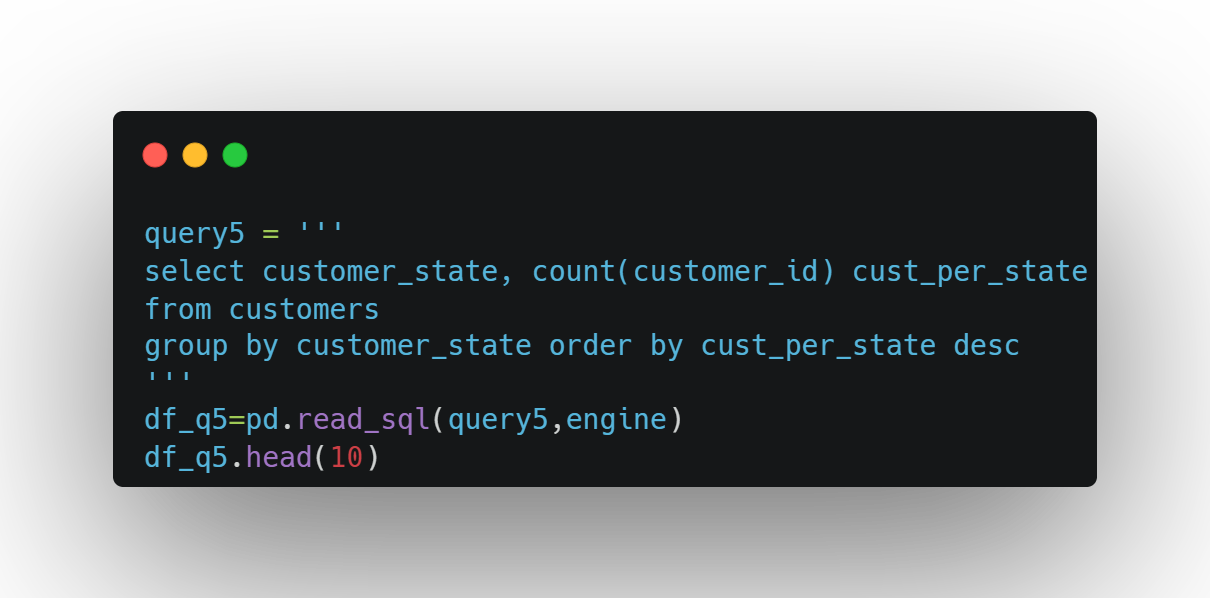 query5 = '''
select customer_state, count(customer_id) cust_per_state
from customers
group by customer_state order by cust_per_state desc
'''
df_q5=pd.read_sql(query5,engine)
df_q5.head(10)